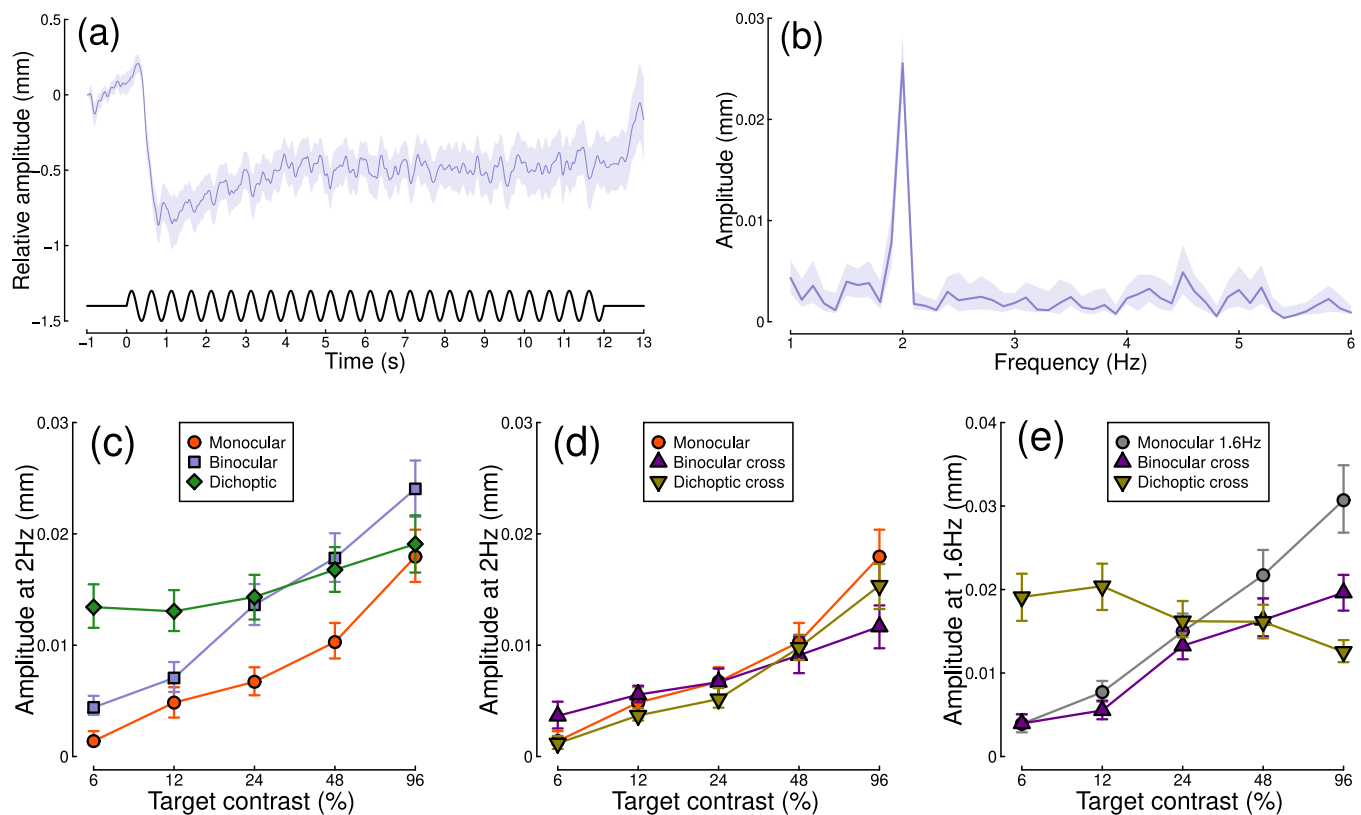 (a)
Relative amplitude (mm)
0.5
0
−0.5
−1
−1.5
−1 0 1 2 3 4 5 6 7 8 9 10 11 12 13
Time (s)
(b)
Amplitude (mm)
0.03
0.02
0.01
0
1 2 3 4 5 6
Frequency (Hz)
(c)
Monocular
Binocular
Dichoptic
Amplitude at 2Hz (mm)
0.03
0.02
0.01
0
6 12 24 48 96
Target contrast (%)
(d)
Monocular
Binocular cross
Dichoptic cross
Amplitude at 2Hz (mm)
0.03
0.02
0.01
0
6 12 24 48 96
Target contrast (%)
(e)
Monocular 1.6Hz
Binocular cross
Dichoptic cross
Amplitude at 1.6Hz (mm)
0.04
0.03
0.02
0.01
0
6 12 24 48 96
Target contrast (%)